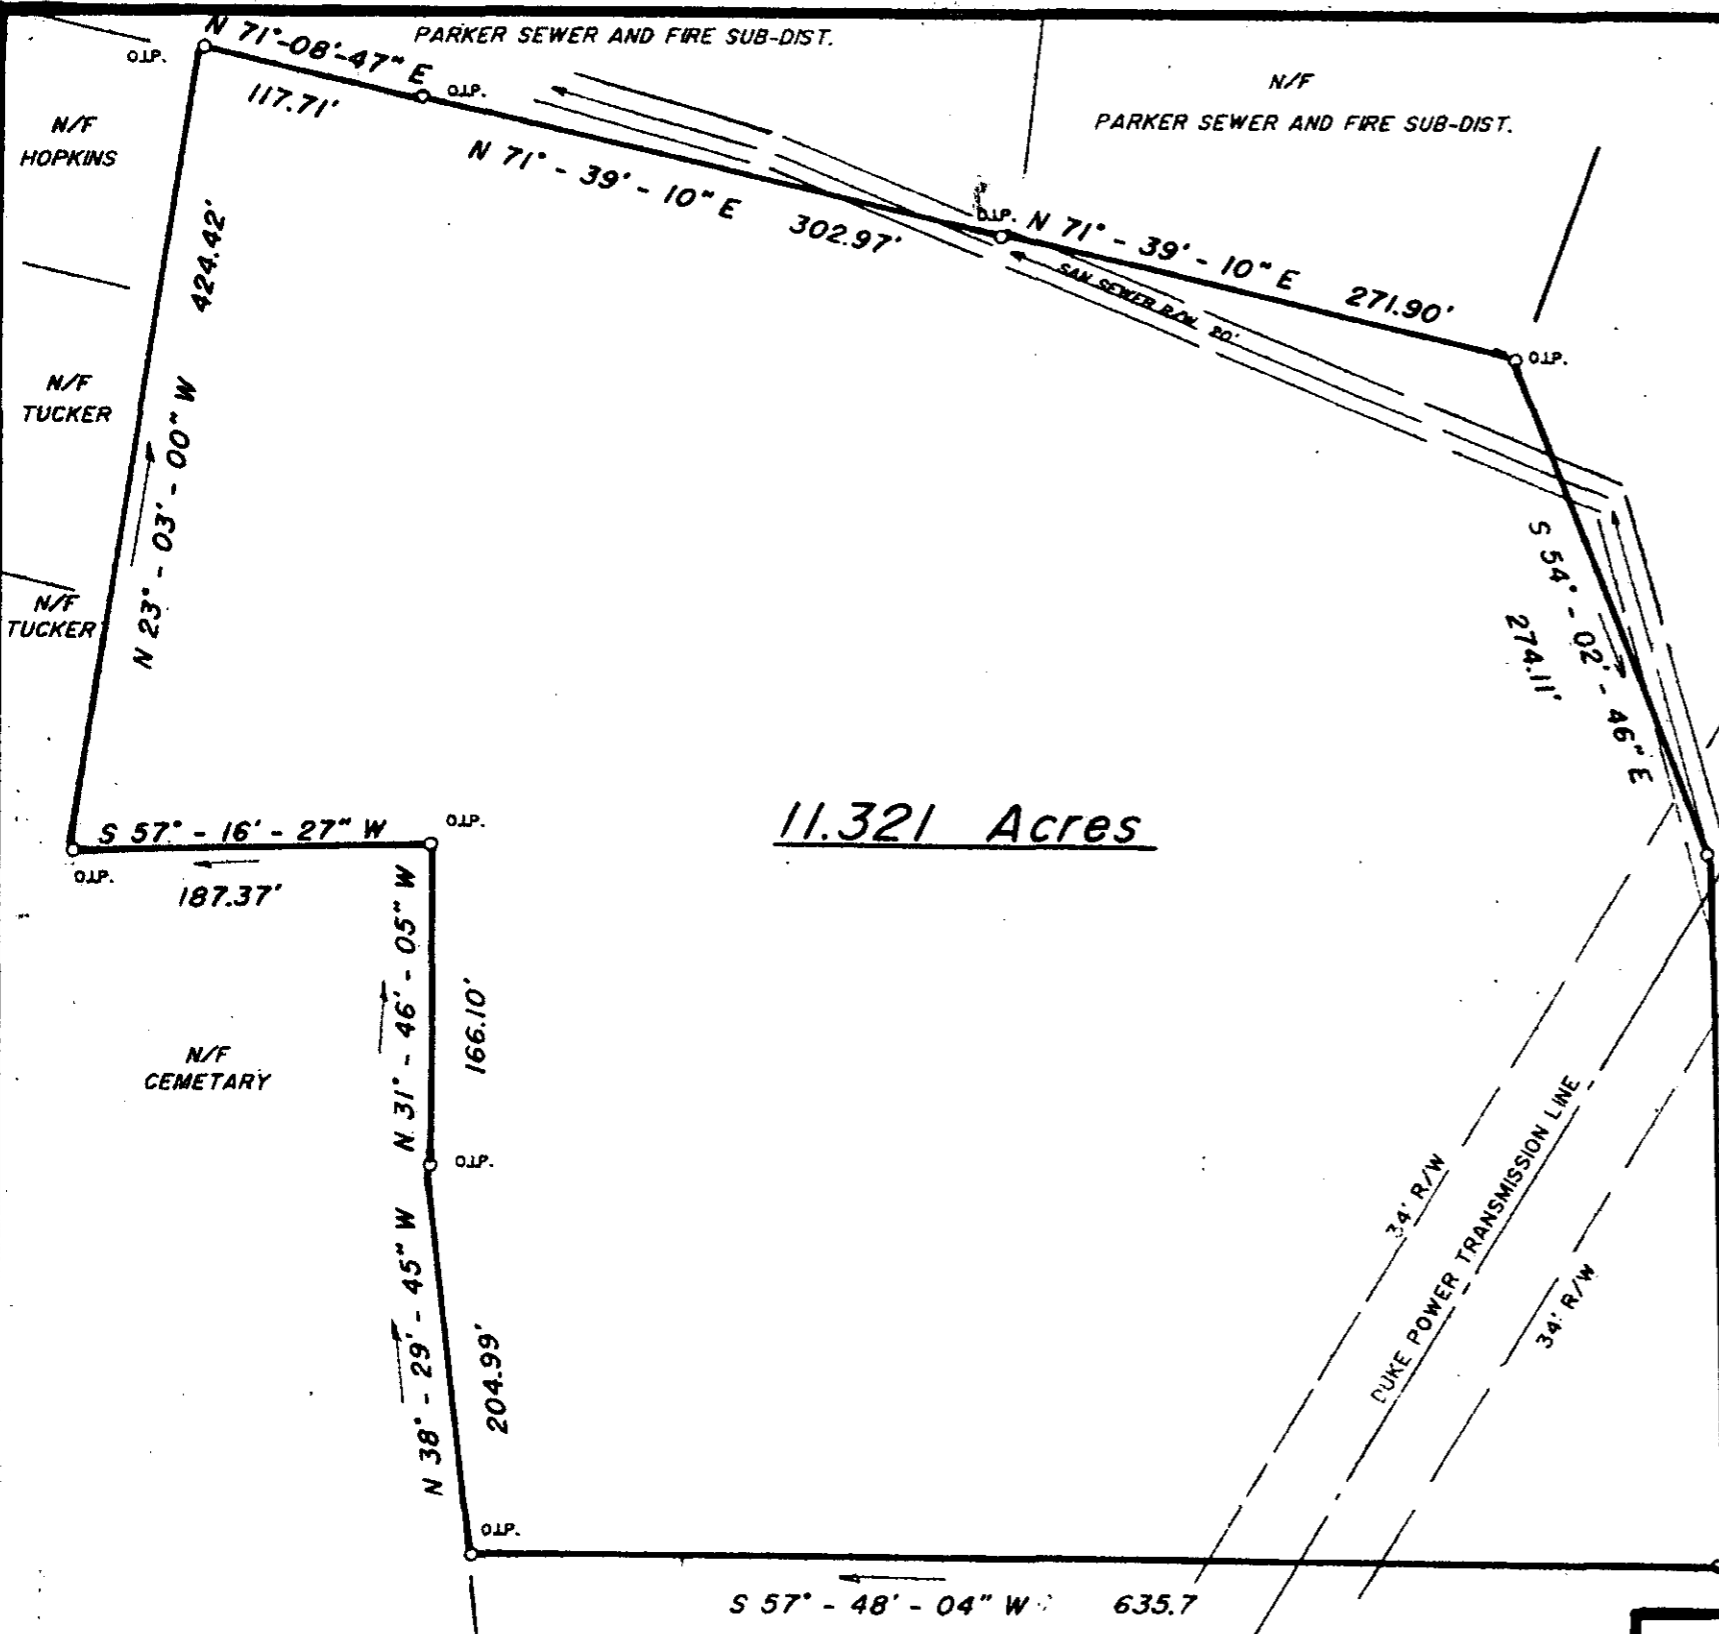 PARKER SEWER AND FIRE SUB-DIST.
N 71°-08'-47" E
O.I.P.
117.71'
O.I.P.
N/F
PARKER SEWER AND FIRE SUB-DIST.
N/F
HOPKINS
N 71° - 39' - 10" E 302.97'
O.I.P.
N 71° - 39' - 10" E 271.90'
SAN SEWER R/W 20'
O.I.P.
N 23° - 03' - 00" W 424.42'
N/F
TUCKER
N/F
TUCKER
S 54° - 02' - 46" E
274.11'
11.321 Acres
S 57° - 16' - 27" W
O.I.P.
O.I.P.
187.37'
N 31° - 46' - 05" W
166.10'
N/F
CEMETARY
O.I.P.
N 38° - 29' - 45" W
204.99'
34' R/W
DUKE POWER TRANSMISSION LINE
34' R/W
O.I.P.
S 57° - 48' - 04" W 635.7